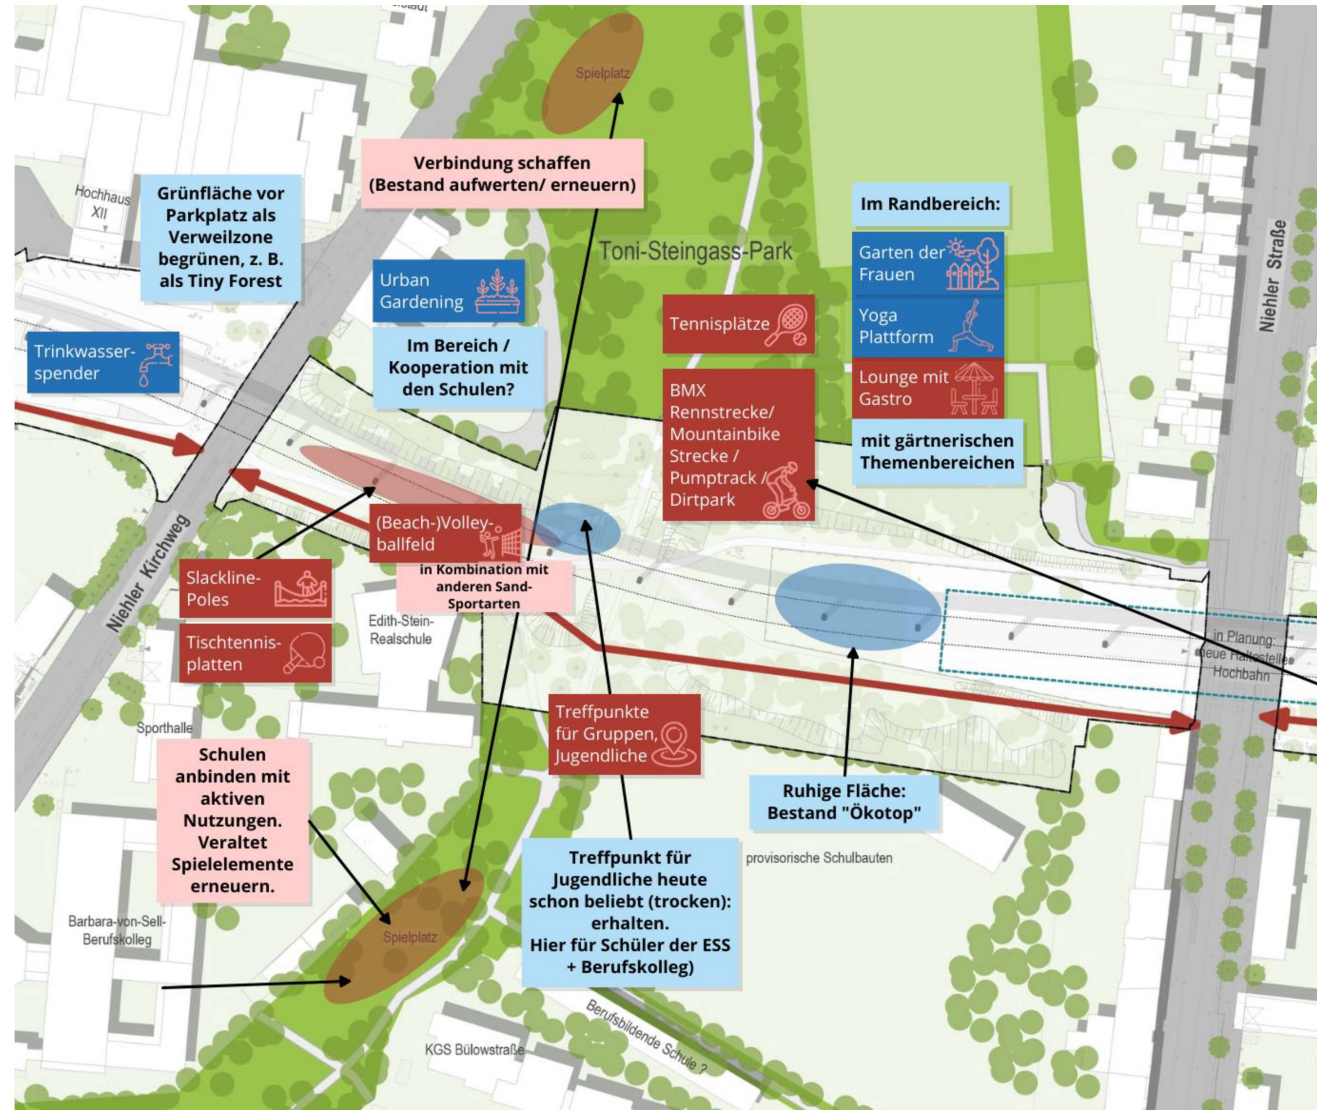 Spielplatz
Verbindung schaffen
(Bestand aufwerten/ erneuern)
Hochhaus
XII
Grünfläche vor
Parkplatz als
Verweilzone
begrünen, z. B.
als Tiny Forest
Im Randbereich:
Toni-Steingass-Park
Garten der
Frauen
Niehler Straße
Urban
Gardening
Yoga
Plattform
Tennisplätze
Trinkwasser-
spender
Im Bereich /
Kooperation mit
den Schulen?
Lounge mit
Gastro
BMX
Rennstrecke/
Mountainbike
Strecke /
Pumptrack /
Dirtpark
mit gärtnerischen
Themenbereichen
Niehler Kirchweg
(Beach-)Volley-
ballfeld
in Kombination mit
anderen Sand-
Sportarten
Slackline-
Poles
Tischtennis-
platten
Edith-Stein-
Realschule
in Planung:
neue Haltestelle
Hochbahn
Sporthalle
Treffpunkte
für Gruppen,
Jugendliche
Schulen
anbinden mit
aktiven
Nutzungen.
Veraltet
Spielelemente
erneuern.
Ruhige Fläche:
Bestand "Ökotop"
provisorische Schulbauten
Treffpunkt für
Jugendliche heute
schon beliebt (trocken):
erhalten.
Hier für Schüler der ESS
+ Berufskolleg)
Barbara-von-Sell-
Berufskolleg
Spielplatz
Berufsbildende Schule ?
KGS Bülowstraße